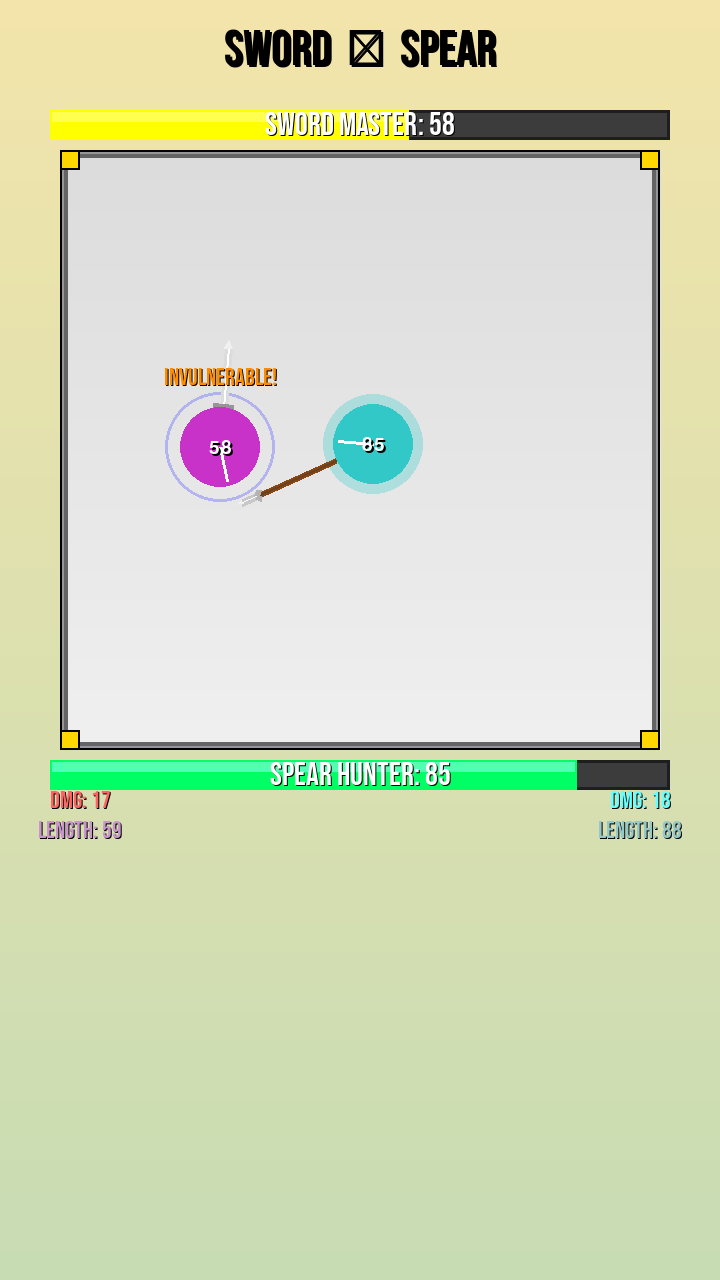 SWORD ⚔ SPEAR
SWORD MASTER: 58
INVULNERABLE!
58
85
SPEAR HUNTER: 85
DMG: 17
DMG: 18
LENGTH: 59
LENGTH: 88